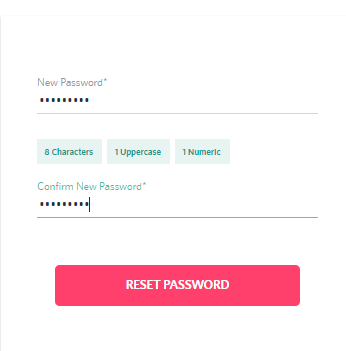 New Password*
•••••••••
8 Characters 1 Uppercase 1 Numeric
Confirm New Password*
•••••••••
RESET PASSWORD